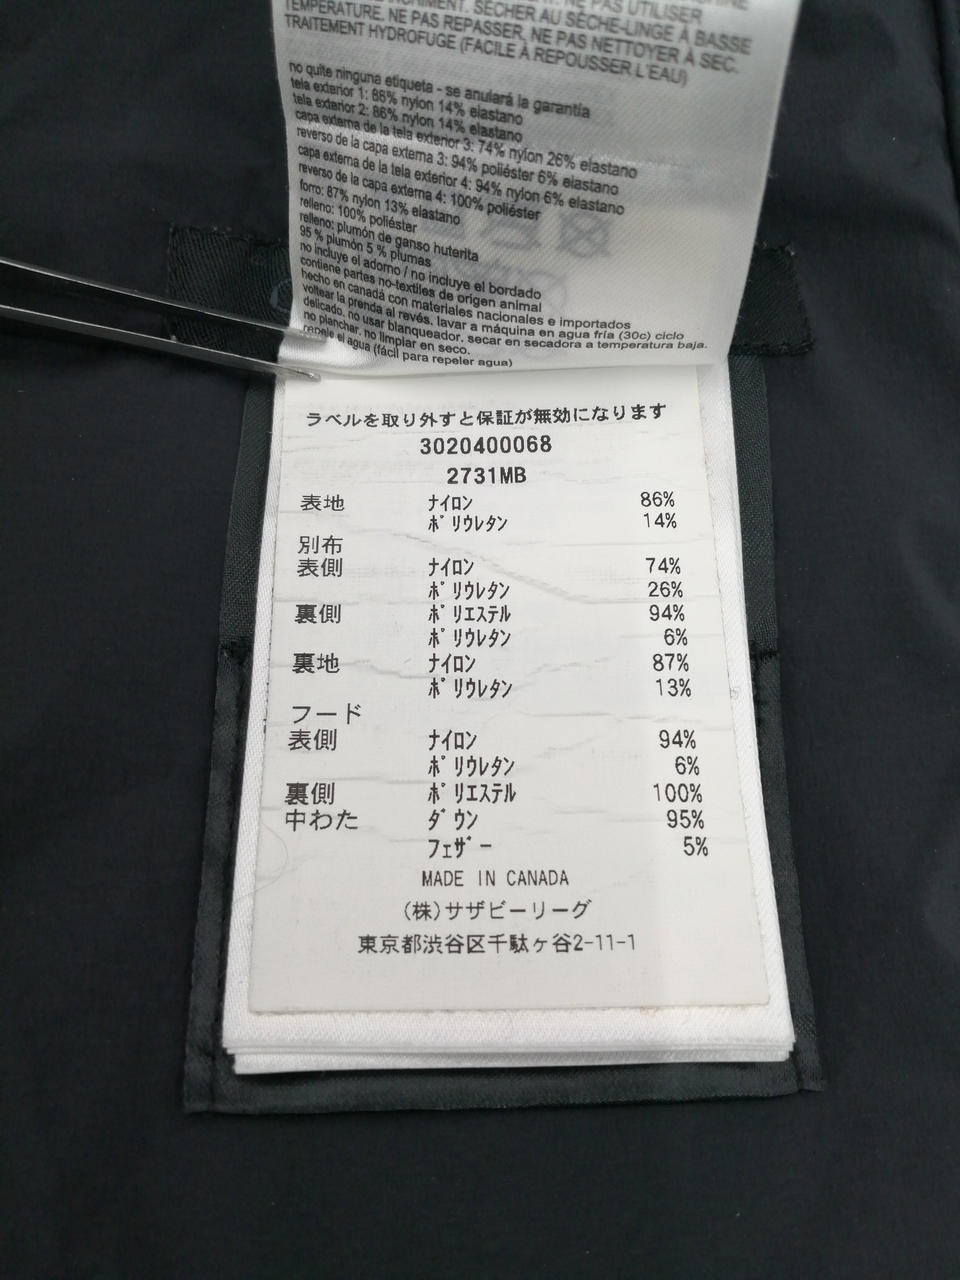 NE PAS UTILISER
SÉCHER AU SÈCHE-LINGE À BASSE
TEMPÉRATURE. NE PAS REPASSER, NE PAS NETTOYER À SEC.
TRAITEMENT HYDROFUGE (FACILE À REPOUSSER L'EAU)
no quite ninguna etiqueta - se anulará la garantía
tela exterior 1: 86% nylon 14% elastano
tela exterior 2: 86% nylon 14% elastano
capa externa de la tela exterior 3: 74% nylon 26% elastano
reverso de la capa externa 3: 94% poliéster 6% elastano
capa externa de la tela exterior 4: 94% nylon 6% elastano
reverso de la capa externa 4: 100% poliéster
forro: 87% nylon 13% elastano
relleno: 100% poliéster
relleno: plumón de ganso huterita
95 % plumón 5 % plumas
no incluye el adorno / no incluye el bordado
contiene partes no-textiles de origen animal
hecho en canadá con materiales nacionales e importados
voltear la prenda al revés. lavar a máquina en agua fría (30c) ciclo
delicado. no usar blanqueador. secar en secadora a temperatura baja.
no planchar. no limpiar en seco.
repele el agua (fácil para repeler agua)
ラベルを取り外すと保証が無効になります
3020400068
2731MB
表地 ﾅｲﾛﾝ 86%
ﾎﾟﾘｳﾚﾀﾝ 14%
別布
表側 ﾅｲﾛﾝ 74%
ﾎﾟﾘｳﾚﾀﾝ 26%
裏側 ﾎﾟﾘｴｽﾃﾙ 94%
ﾎﾟﾘｳﾚﾀﾝ 6%
裏地 ﾅｲﾛﾝ 87%
ﾎﾟﾘｳﾚﾀﾝ 13%
フード
表側 ﾅｲﾛﾝ 94%
ﾎﾟﾘｳﾚﾀﾝ 6%
裏側 ﾎﾟﾘｴｽﾃﾙ 100%
中わた ﾀﾞｳﾝ 95%
ﾌｪｻﾞｰ 5%
MADE IN CANADA
(株)サザビーリーグ
東京都渋谷区千駄ヶ谷2-11-1